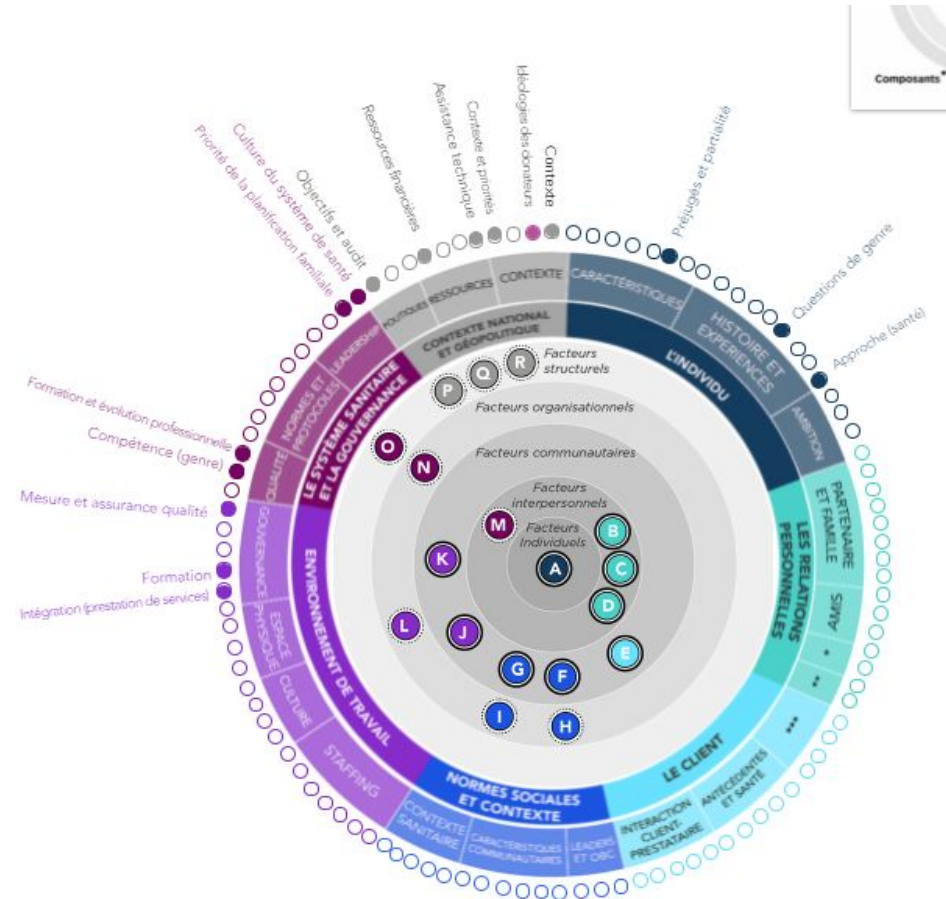 Composants*
Idéologies des donateurs
Contexte
Contexte et priorités
Assistance technique
Ressources financières
Objectifs et audit
Culture du système de santé
Priorité de la planification familiale
Préjugés et partialité
Questions de genre
Approche (santé)
Formation et évolution professionnelle
Compétence (genre)
Mesure et assurance qualité
Formation
Intégration (prestation de services)
CARACTÉRISTIQUES
HISTOIRE ET
EXPÉRIENCES
AMBITION
L'INDIVIDU
PARTENAIRE
ET FAMILLE
AMIS
*
**
LES RELATIONS
PERSONNELLES
***
ANTÉCÉDENTES
ET SANTÉ
INTERACTION
CLIENT-
PRESTATAIRE
LE CLIENT
LEADERS
ET OBC
CARACTÉRISTIQUES
COMMUNAUTAIRES
CONTEXTE
SANITAIRE
NORMES SOCIALES
ET CONTEXTE
STAFFING
CULTURE
ESPACE
PHYSIQUE
GOUVERNANCE
ENVIRONNEMENT DE TRAVAIL
QUALITÉ
NORMES ET
PROTOCOLES
LEADERSHIP
LE SYSTÈME SANITAIRE
ET LA GOUVERNANCE
POLITIQUES
RESSOURCES
CONTEXTE
CONTEXTE NATIONAL
ET GÉOPOLITIQUE
Facteurs
structurels
Facteurs organisationnels
Facteurs communautaires
Facteurs
interpersonnels
Facteurs
Individuels
R
Q
P
O
N
M
B
K
C
A
D
L
J
E
G
F
I
H